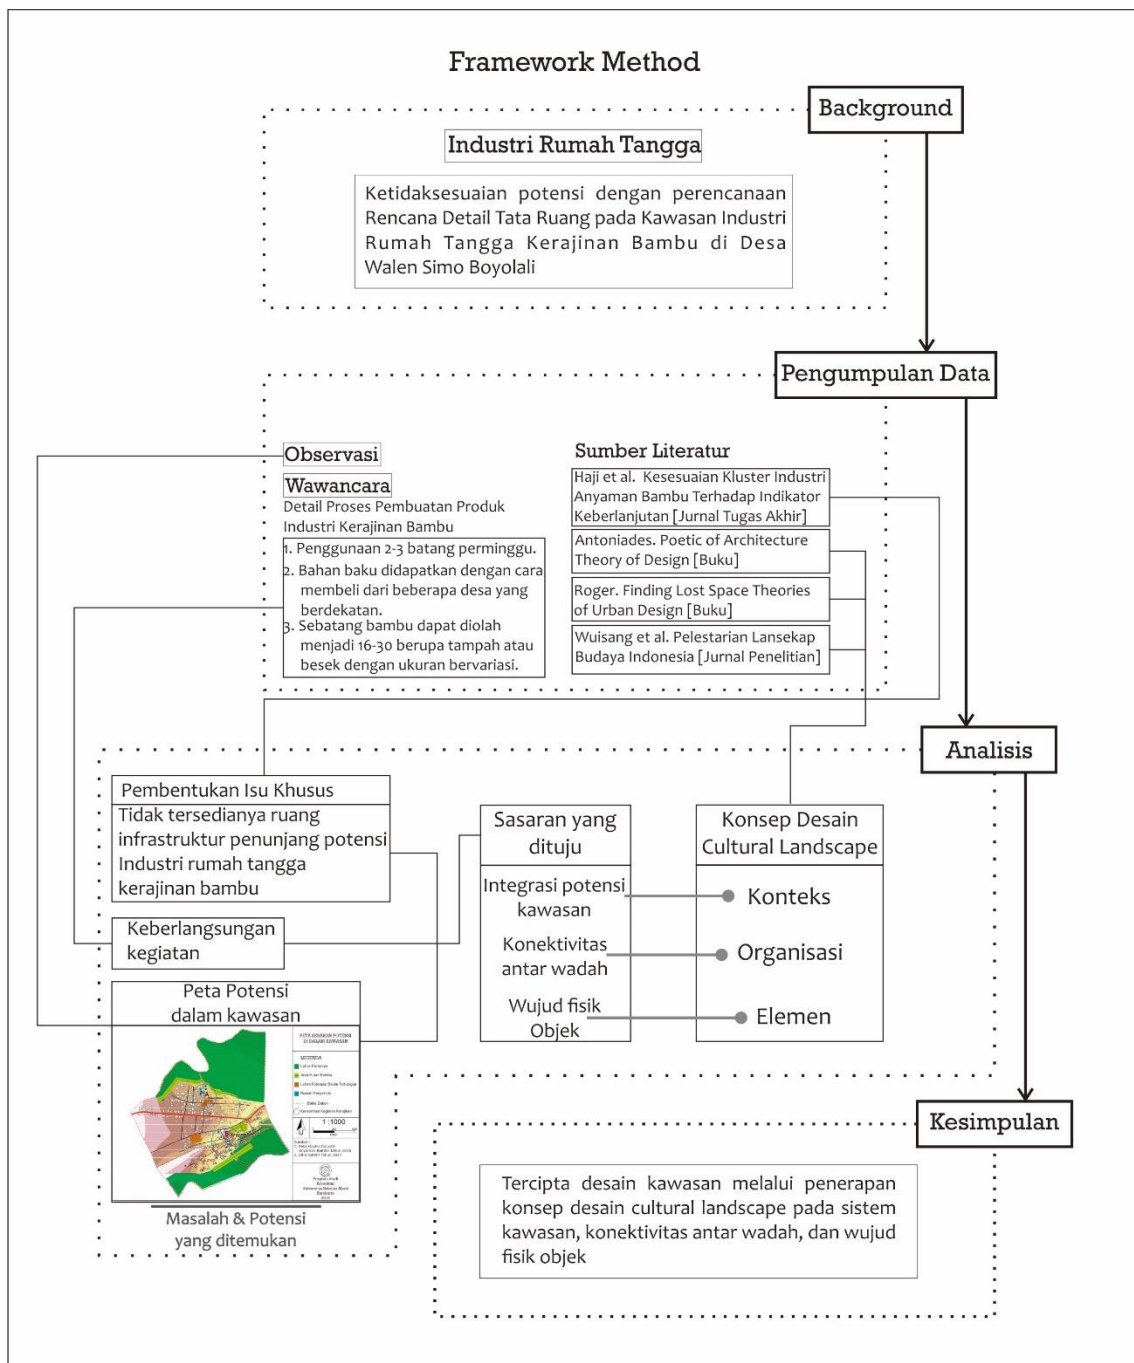 Framework Method
Background
Industri Rumah Tangga
Ketidaksesuaian potensi dengan perencanaan
Rencana Detail Tata Ruang pada Kawasan Industri
Rumah Tangga Kerajinan Bambu di Desa
Walen Simo Boyolali
Pengumpulan Data
Observasi
Wawancara
Detail Proses Pembuatan Produk
Industri Kerajinan Bambu
1. Penggunaan 2-3 batang perminggu.
2. Bahan baku didapatkan dengan cara
membeli dari beberapa desa yang
berdekatan.
3. Sebatang bambu dapat diolah
menjadi 16-30 berupa tampah atau
besek dengan ukuran bervariasi.
Sumber Literatur
Haji et al. Kesesuaian Kluster Industri
Anyaman Bambu Terhadap Indikator
Keberlanjutan [Jurnal Tugas Akhir]
Antoniades. Poetic of Architecture
Theory of Design [Buku]
Roger. Finding Lost Space Theories
of Urban Design [Buku]
Wuisang et al. Pelestarian Lansekap
Budaya Indonesia [Jurnal Penelitian]
Analisis
Pembentukan Isu Khusus
Tidak tersedianya ruang
infrastruktur penunjang potensi
Industri rumah tangga
kerajinan bambu
Keberlangsungan
kegiatan
Peta Potensi
dalam kawasan
LEGENDA
1:1000
Masalah & Potensi
yang ditemukan
Sasaran yang
dituju
Integrasi potensi
kawasan
Konektivitas
antar wadah
Wujud fisik
Objek
Konsep Desain
Cultural Landscape
Konteks
Organisasi
Elemen
Kesimpulan
Tercipta desain kawasan melalui penerapan
konsep desain cultural landscape pada sistem
kawasan, konektivitas antar wadah, dan wujud
fisik objek